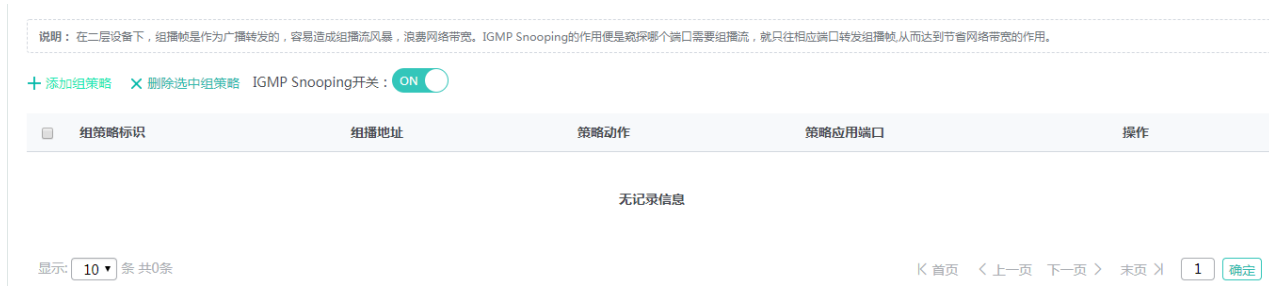 说明：在二层设备下，组播帧是作为广播转发的，容易造成组播流风暴，浪费网络带宽。IGMP Snooping的作用便是窥探哪个端口需要组播流，就只往相应端口转发组播帧,从而达到节省网络带宽的作用。
添加组策略 删除选中组策略 IGMP Snooping开关： ON
组策略标识 组播地址 策略动作 策略应用端口 操作
无记录信息
显示: 10 条 共0条 首页 上一页 下一页 末页 1 确定